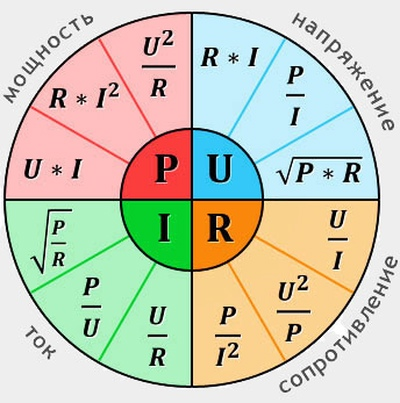 мощность
напряжение
U²/R
R * I
R * I²
P/I
U * I
√(P * R)
P U
I R
√(P/R)
U/I
P/U
U²/P
U/R
P/I²
ток
сопротивление